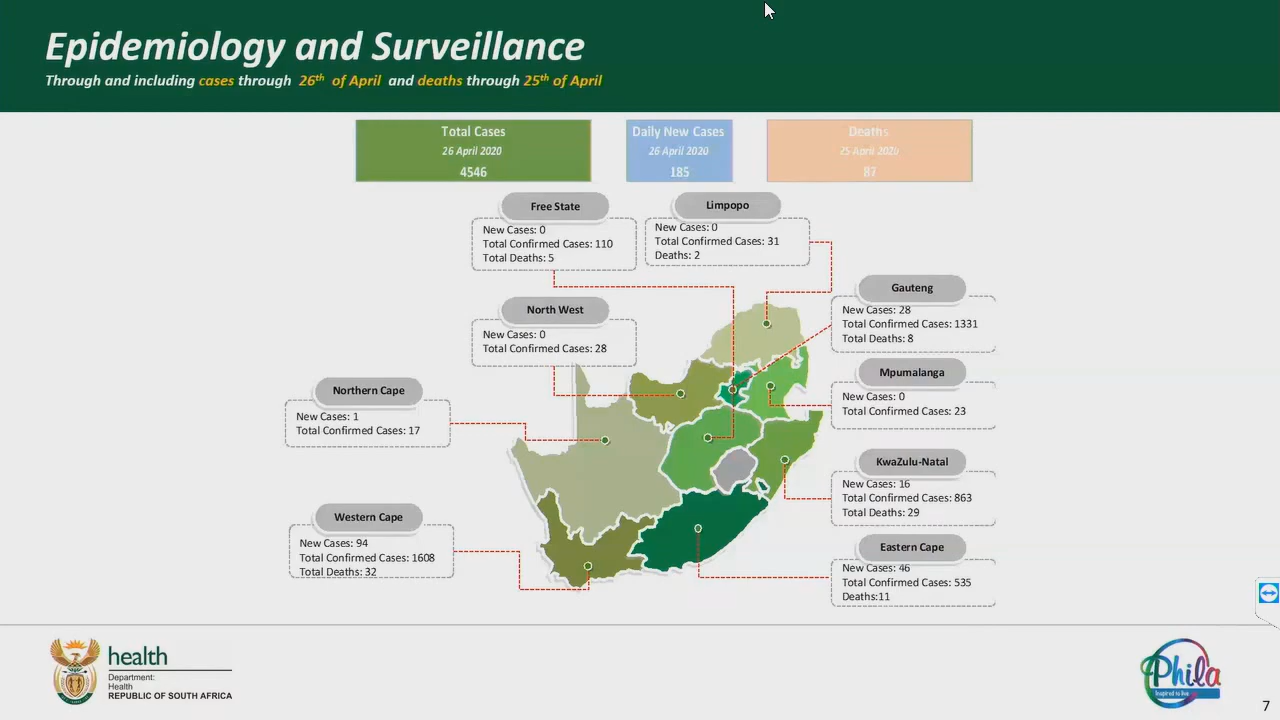 Epidemiology and Surveillance
Through and including cases through 26th of April and deaths through 25th of April
Total Cases
26 April 2020
4546
Daily New Cases
26 April 2020
185
Deaths
25 April 2020
87
Free State
New Cases: 0
Total Confirmed Cases: 110
Total Deaths: 5
Limpopo
New Cases: 0
Total Confirmed Cases: 31
Deaths: 2
Gauteng
New Cases: 28
Total Confirmed Cases: 1331
Total Deaths: 8
North West
New Cases: 0
Total Confirmed Cases: 28
Mpumalanga
New Cases: 0
Total Confirmed Cases: 23
Northern Cape
New Cases: 1
Total Confirmed Cases: 17
KwaZulu-Natal
New Cases: 16
Total Confirmed Cases: 863
Total Deaths: 29
Western Cape
New Cases: 94
Total Confirmed Cases: 1608
Total Deaths: 32
Eastern Cape
New Cases: 46
Total Confirmed Cases: 535
Deaths:11
health
Department:
Health
REPUBLIC OF SOUTH AFRICA
Phila
Inspired to live
7